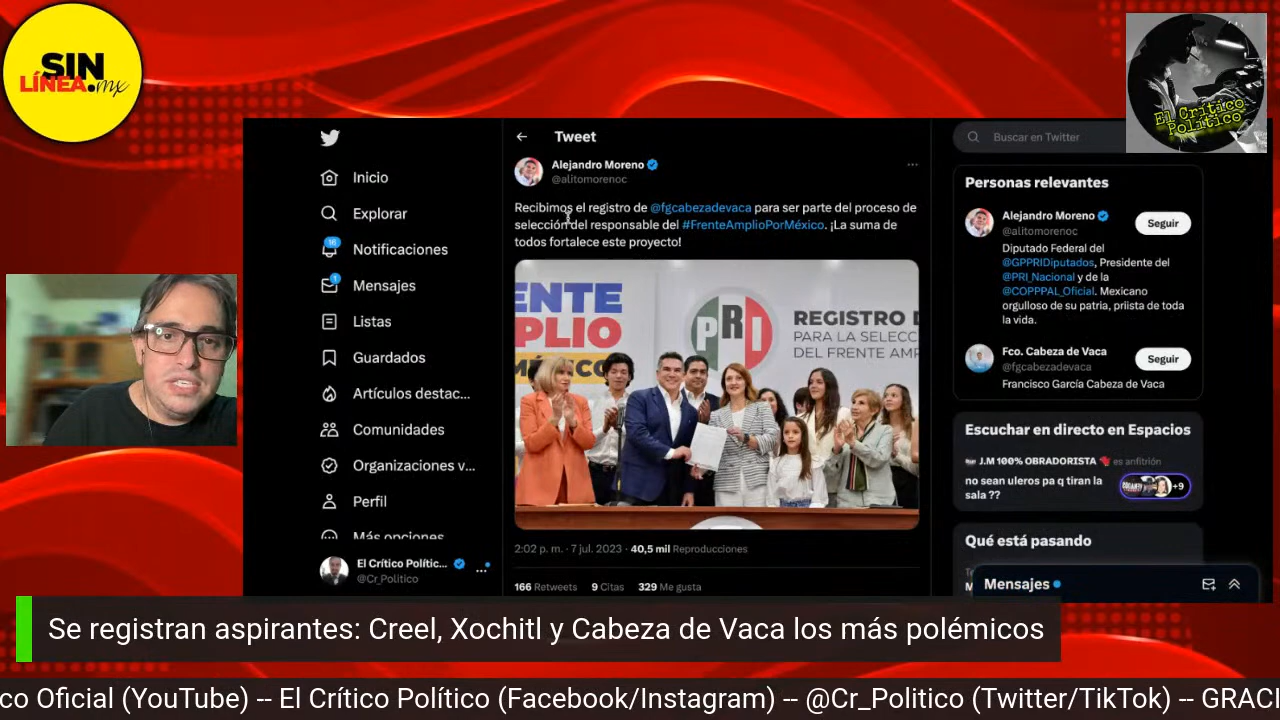 SIN
LÍNEA.mx
El Crítico
Político
Inicio
Explorar
16
Notificaciones
1
Mensajes
Listas
Guardados
Artículos destac...
Comunidades
Organizaciones v...
Perfil
Más opciones
El Crítico Polític...
@Cr_Politico
Tweet
Alejandro Moreno
@alitomorenoc
Recibimos el registro de @fgcabezadevaca para ser parte del proceso de
selección del responsable del #FrenteAmplioPorMéxico. ¡La suma de
todos fortalece este proyecto!
ENTE
MPLIO
MÉXICO
PRI
REGISTRO D
PARA LA SELECC
DEL FRENTE AMP
2:02 p. m. · 7 jul. 2023 · 40,5 mil Reproducciones
166 Retweets 9 Citas 329 Me gusta
Buscar en Twitter
Personas relevantes
Alejandro Moreno
@alitomorenoc
Seguir
Diputado Federal del
@GPPRIDiputados, Presidente del
@PRI_Nacional y de la
@COPPPAL_Oficial. Mexicano
orgulloso de su patria, priista de toda
la vida.
Fco. Cabeza de Vaca
@fgcabezadevaca
Seguir
Francisco García Cabeza de Vaca
Escuchar en directo en Espacios
J.M 100% OBRADORISTA es anfitrión
no sean uleros pa q tiran la
sala ??
+9
Qué está pasando
Mensajes
Se registran aspirantes: Creel, Xochitl y Cabeza de Vaca los más polémicos
co Oficial (YouTube) -- El Crítico Político (Facebook/Instagram) -- @Cr_Politico (Twitter/TikTok) -- GRACI